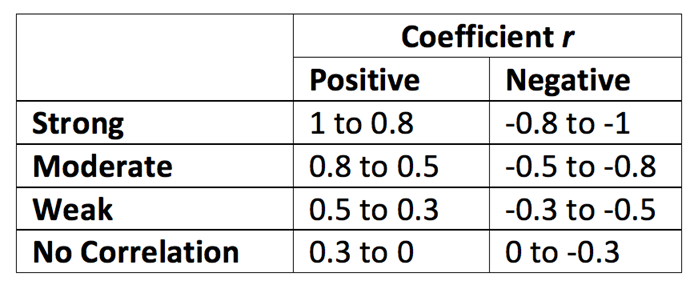 Coefficient r
Positive Negative
Strong 1 to 0.8 -0.8 to -1
Moderate 0.8 to 0.5 -0.5 to -0.8
Weak 0.5 to 0.3 -0.3 to -0.5
No Correlation 0.3 to 0 0 to -0.3